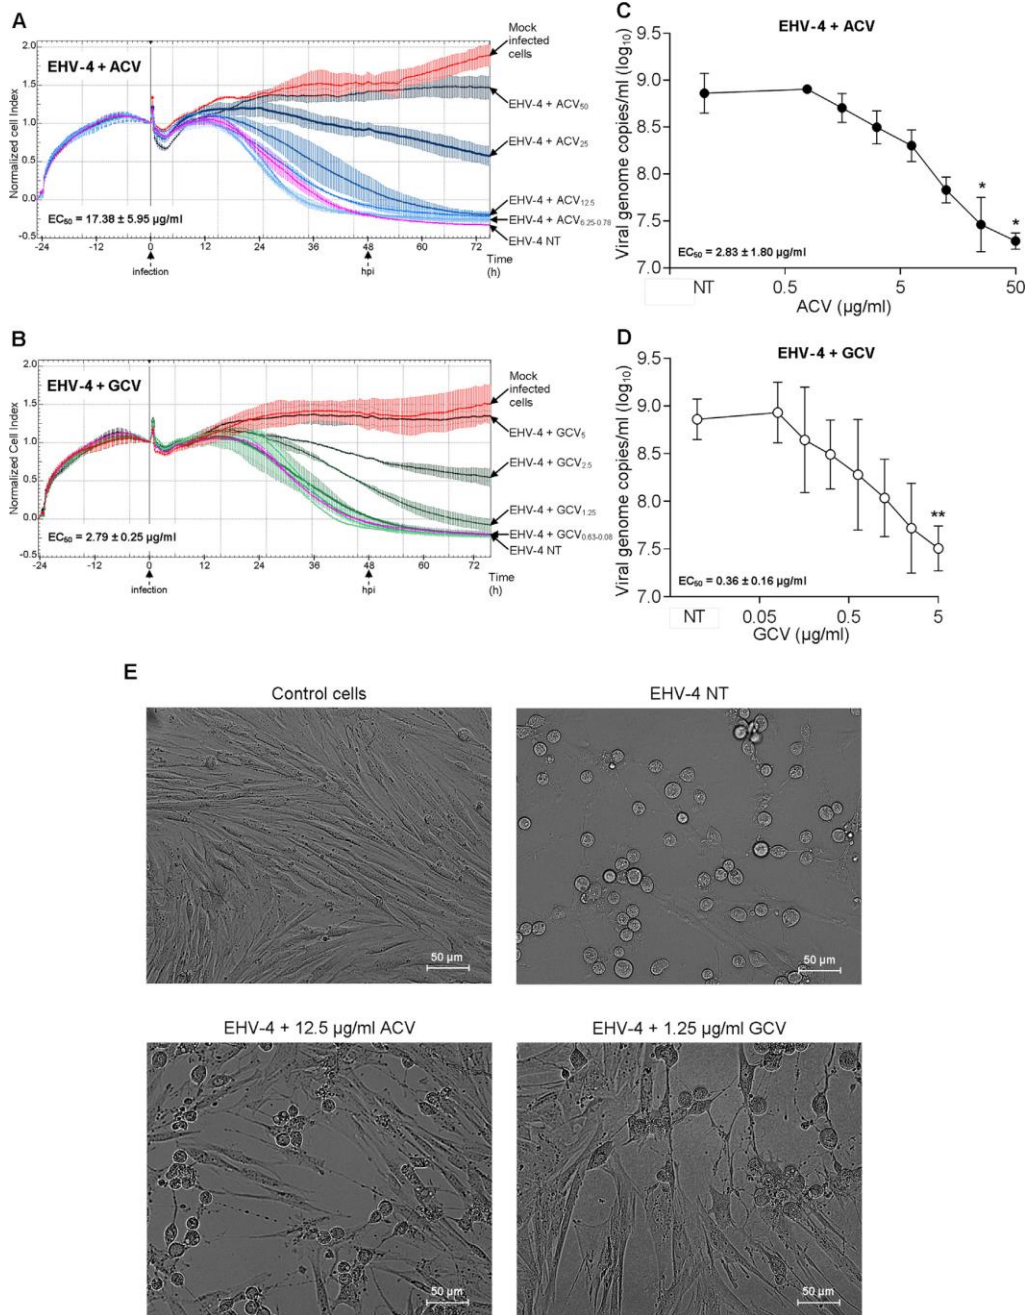 A
EHV-4 + ACV
Normalized cell Index
2.0
1.5
1.0
0.5
0.0
-0.5
EC₅₀ = 17.38 ± 5.95 µg/ml
-24
-12
0
12
24
36
48
60
72
Time
(h)
infection
hpi
Mock
infected
cells
EHV-4 + ACV₅₀
EHV-4 + ACV₂₅
EHV-4 + ACV₁₂.₅
EHV-4 + ACV₆.₂₅₋₀.₇₈
EHV-4 NT
B
EHV-4 + GCV
Normalized Cell Index
2.0
1.5
1.0
0.5
0.0
-0.5
EC₅₀ = 2.79 ± 0.25 µg/ml
-24
-12
0
12
24
36
48
60
72
Time
(h)
infection
hpi
Mock
infected
cells
EHV-4 + GCV₅
EHV-4 + GCV₂.₅
EHV-4 + GCV₁.₂₅
EHV-4 + GCV₀.₆₃₋₀.₀₈
EHV-4 NT
C
EHV-4 + ACV
Viral genome copies/ml (log₁₀)
9.5
9.0
8.5
8.0
7.5
7.0
*
*
EC₅₀ = 2.83 ± 1.80 µg/ml
NT
0.5
5
50
ACV (µg/ml)
D
EHV-4 + GCV
Viral genome copies/ml (log₁₀)
9.5
9.0
8.5
8.0
7.5
7.0
**
EC₅₀ = 0.36 ± 0.16 µg/ml
NT
0.05
0.5
5
GCV (µg/ml)
E
Control cells
50 µm
EHV-4 NT
50 µm
EHV-4 + 12.5 µg/ml ACV
50 µm
EHV-4 + 1.25 µg/ml GCV
50 µm